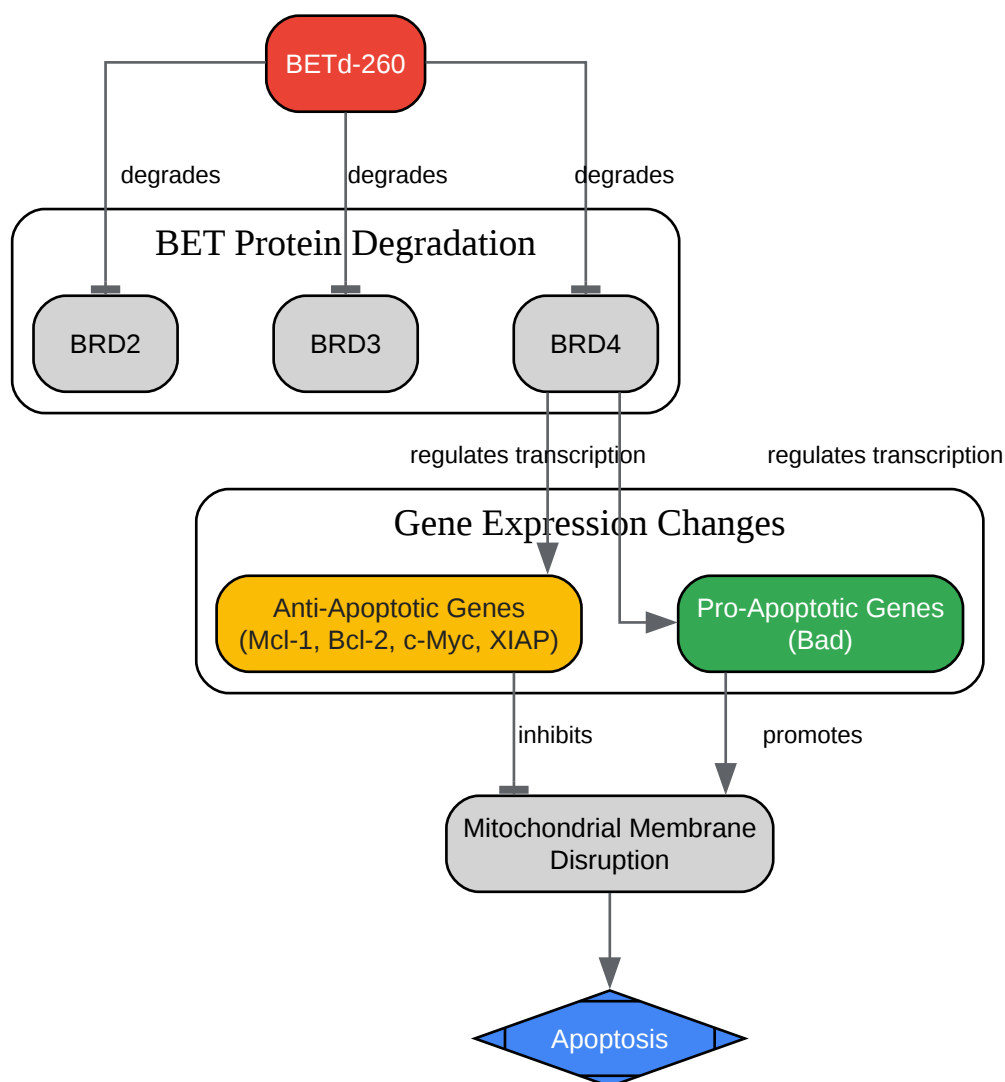 BETd-260
degrades
degrades
degrades
BET Protein Degradation
BRD2
BRD3
BRD4
regulates transcription
regulates transcription
Gene Expression Changes
Anti-Apoptotic Genes
(Mcl-1, Bcl-2, c-Myc, XIAP)
Pro-Apoptotic Genes
(Bad)
inhibits
promotes
Mitochondrial Membrane
Disruption
Apoptosis